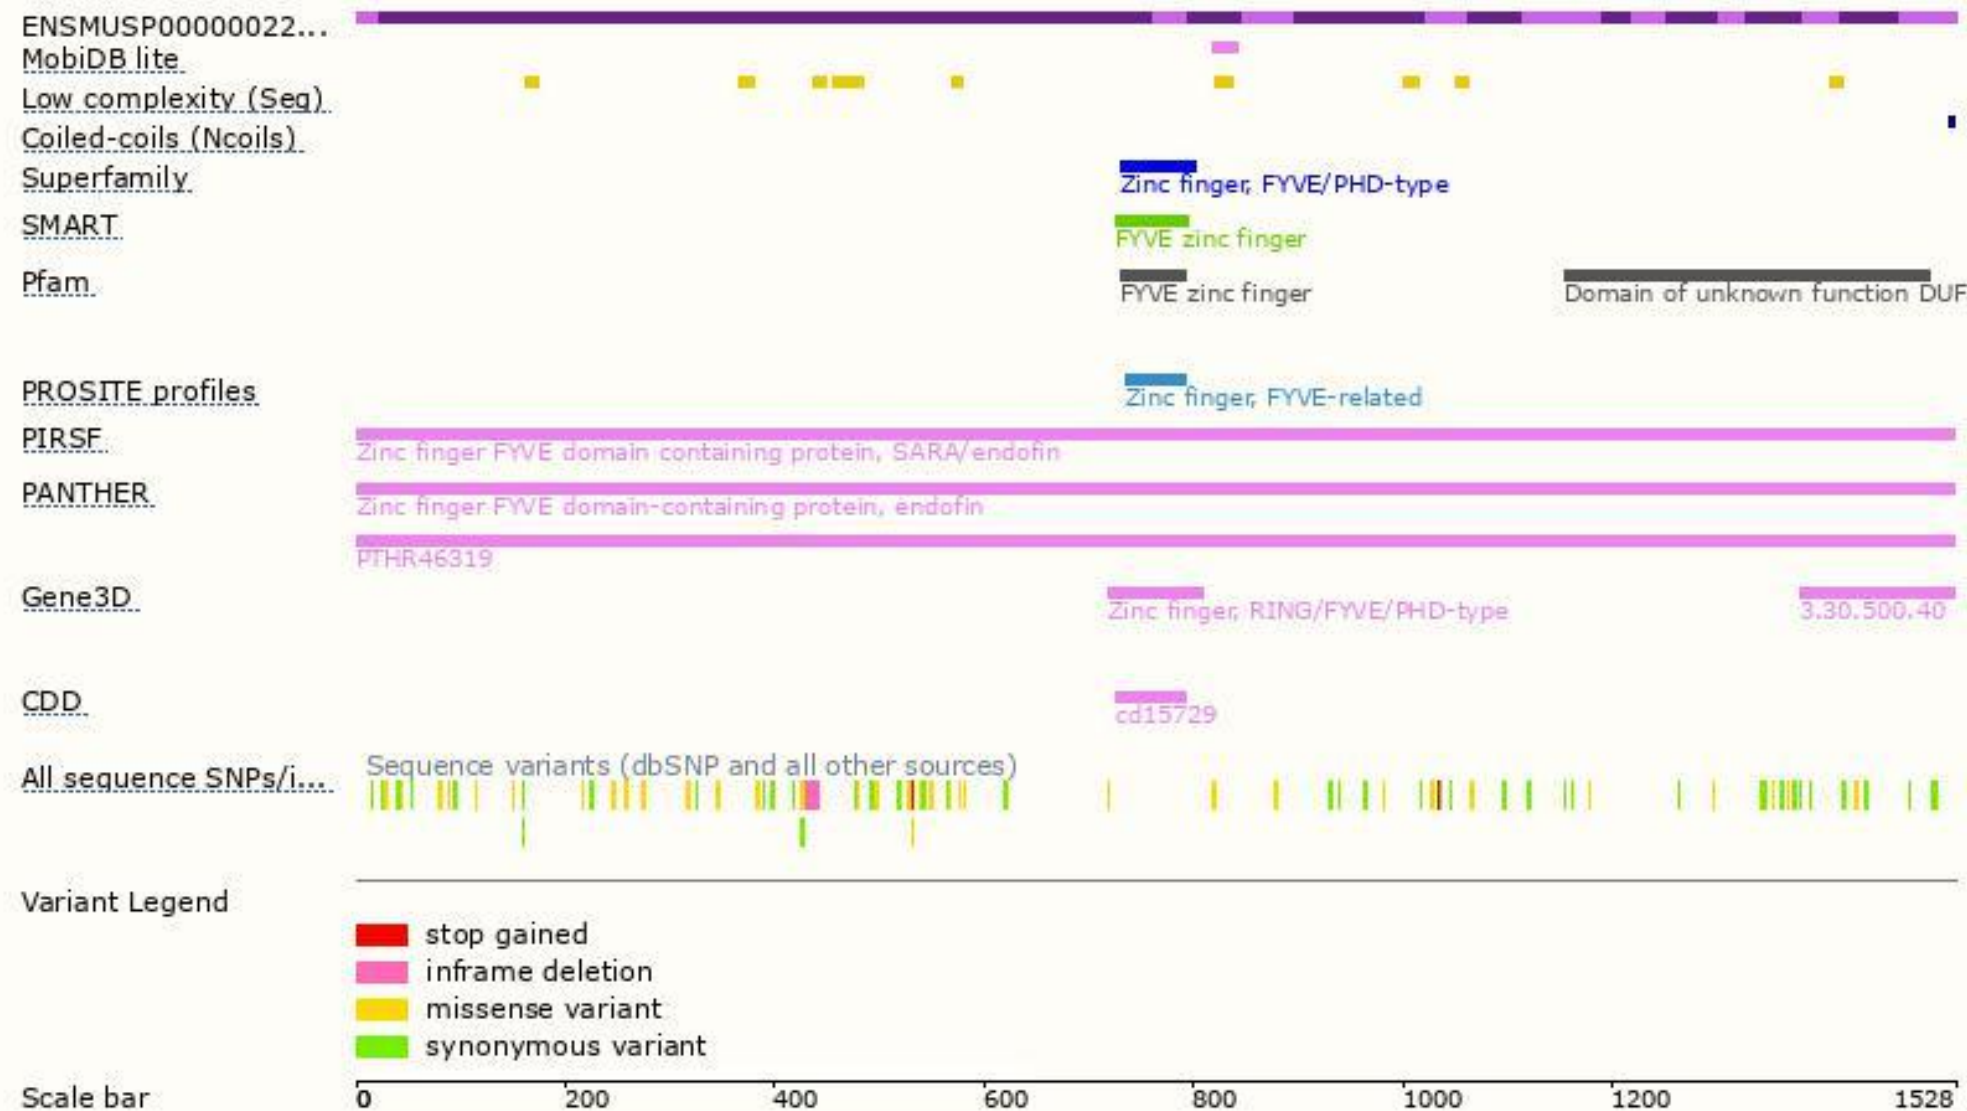 ENSMUSP00000022...
MobiDB lite
Low complexity (Seg)
Coiled-coils (Ncoils)
Superfamily
Zinc finger, FYVE/PHD-type
SMART
FYVE zinc finger
Pfam
FYVE zinc finger
Domain of unknown function DUF
PROSITE profiles
Zinc finger, FYVE-related
PIRSF
Zinc finger FYVE domain containing protein, SARA/endofin
PANTHER
Zinc finger FYVE domain-containing protein, endofin
PTHR46319
Gene3D
Zinc finger, RING/FYVE/PHD-type
3.30.500.40
CDD
cd15729
All sequence SNPs/i...
Sequence variants (dbSNP and all other sources)
Variant Legend
stop gained
inframe deletion
missense variant
synonymous variant
Scale bar
0 200 400 600 800 1000 1200 1528